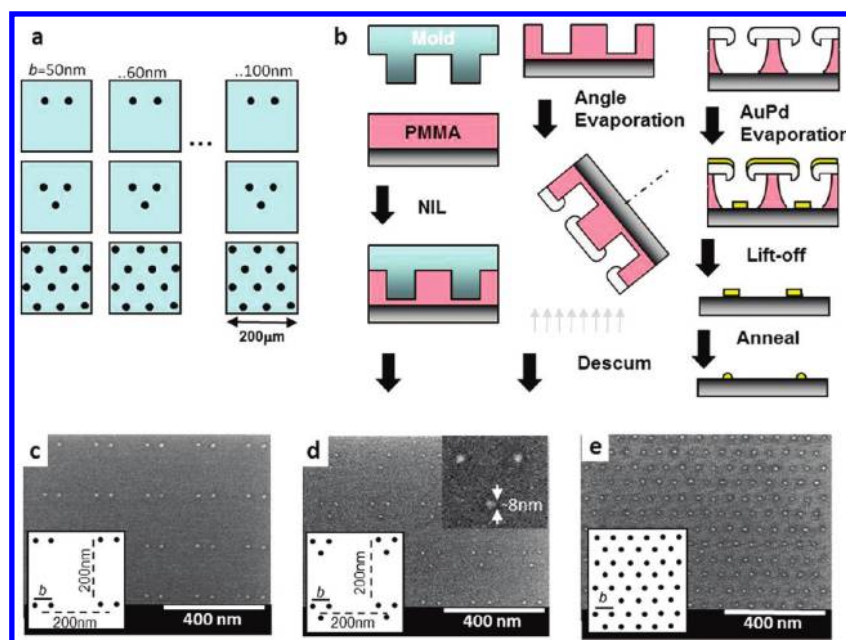 a
b=50nm
..60nm
..100nm
...
200μm
b
Mold
PMMA
NIL
Angle
Evaporation
Descum
AuPd
Evaporation
Lift-off
Anneal
c
b
200nm
200nm
400 nm
d
~8nm
b
200nm
200nm
400 nm
e
b
400 nm